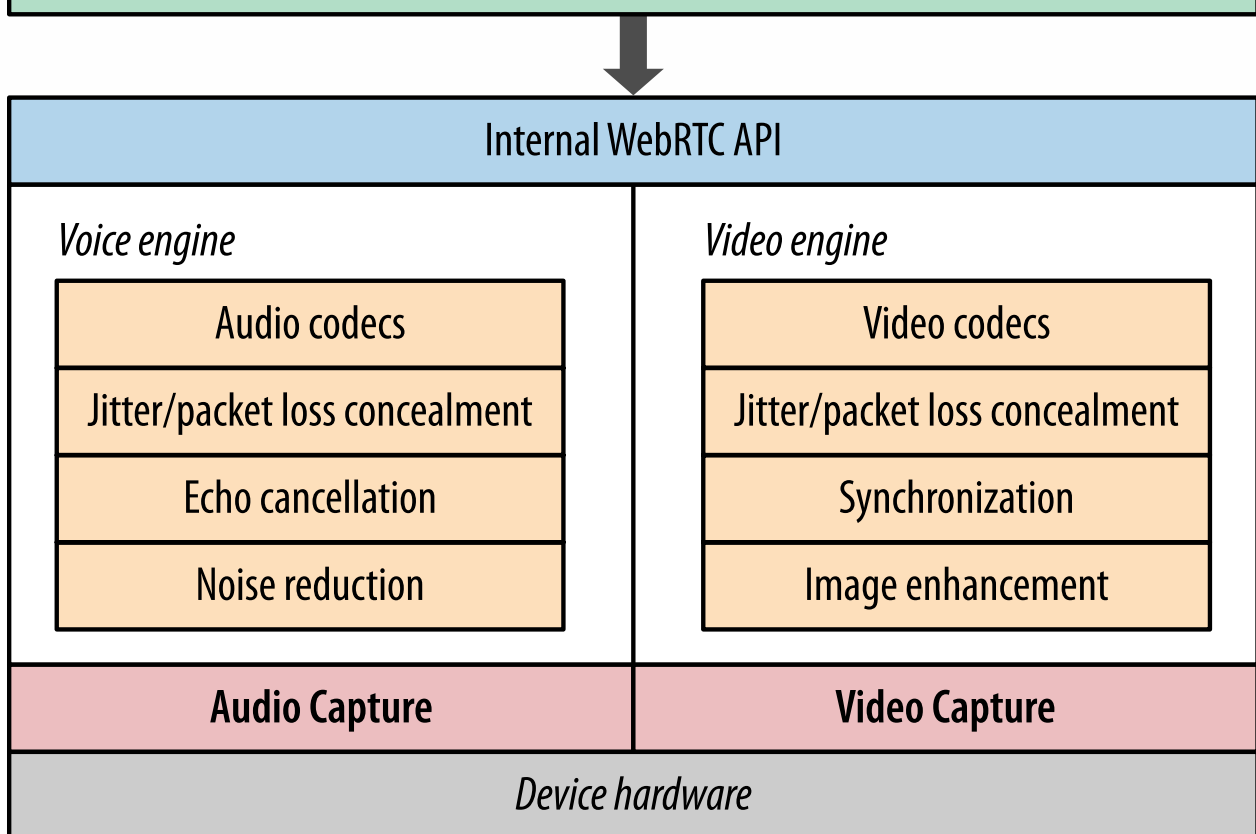 Internal WebRTC API
Voice engine
Audio codecs
Jitter/packet loss concealment
Echo cancellation
Noise reduction
Audio Capture
Video engine
Video codecs
Jitter/packet loss concealment
Synchronization
Image enhancement
Video Capture
Device hardware